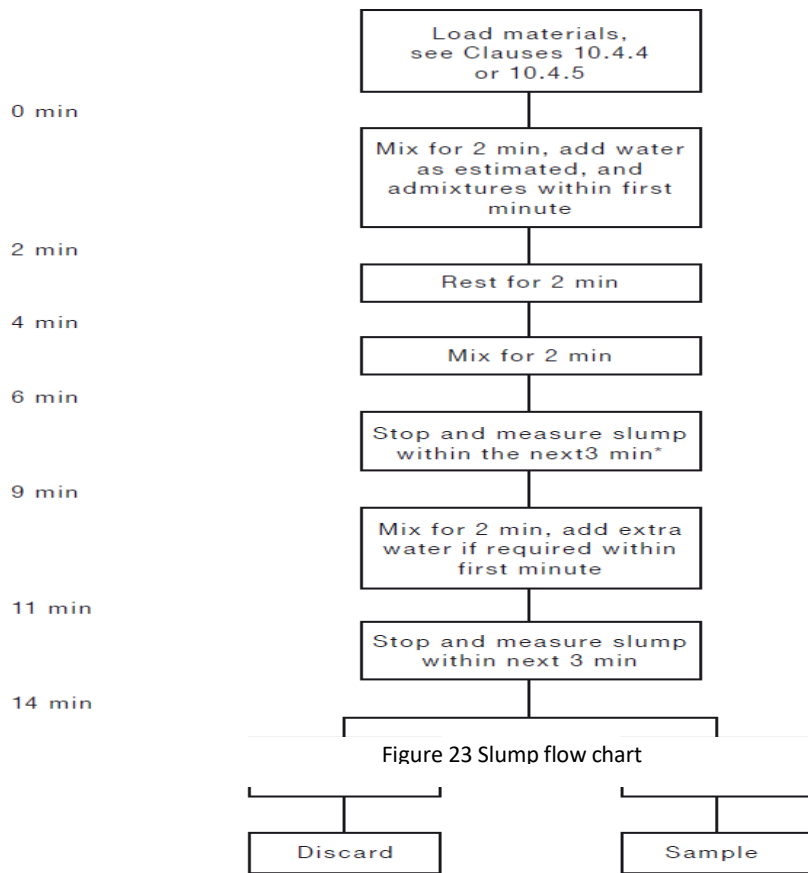 Load materials,
see Clauses 10.4.4
or 10.4.5
0 min
Mix for 2 min, add water
as estimated, and
admixtures within first
minute
2 min
Rest for 2 min
4 min
Mix for 2 min
6 min
Stop and measure slump
within the next3 min*
9 min
Mix for 2 min, add extra
water if required within
first minute
11 min
Stop and measure slump
within next 3 min
14 min
Figure 23 Slump flow chart
Discard
Sample